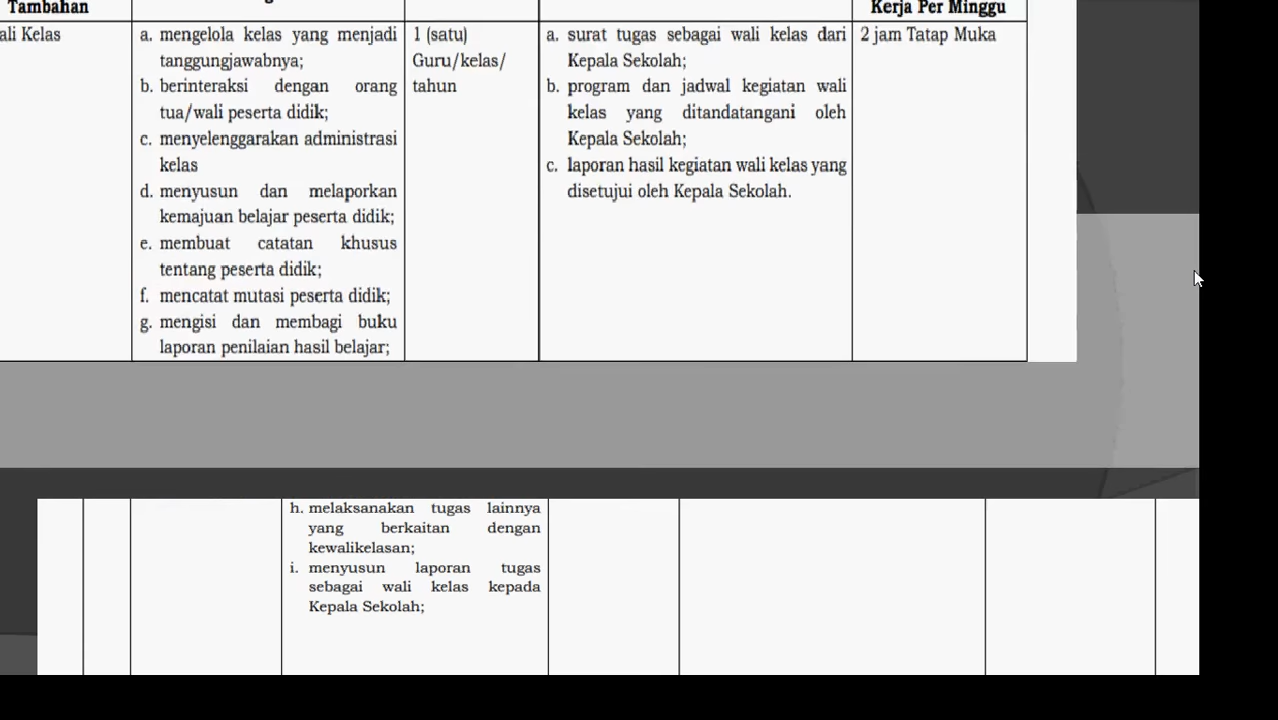 Tambahan
Kerja Per Minggu
ali Kelas
a. mengelola kelas yang menjadi
tanggungjawabnya;
b. berinteraksi dengan orang
tua/wali peserta didik;
c. menyelenggarakan administrasi
kelas
d. menyusun dan melaporkan
kemajuan belajar peserta didik;
e. membuat catatan khusus
tentang peserta didik;
f. mencatat mutasi peserta didik;
g. mengisi dan membagi buku
laporan penilaian hasil belajar;
1 (satu)
Guru/kelas/
tahun
a. surat tugas sebagai wali kelas dari
Kepala Sekolah;
b. program dan jadwal kegiatan wali
kelas yang ditandatangani oleh
Kepala Sekolah;
c. laporan hasil kegiatan wali kelas yang
disetujui oleh Kepala Sekolah.
2 jam Tatap Muka
h. melaksanakan tugas lainnya
yang berkaitan dengan
kewalikelasan;
i. menyusun laporan tugas
sebagai wali kelas kepada
Kepala Sekolah;